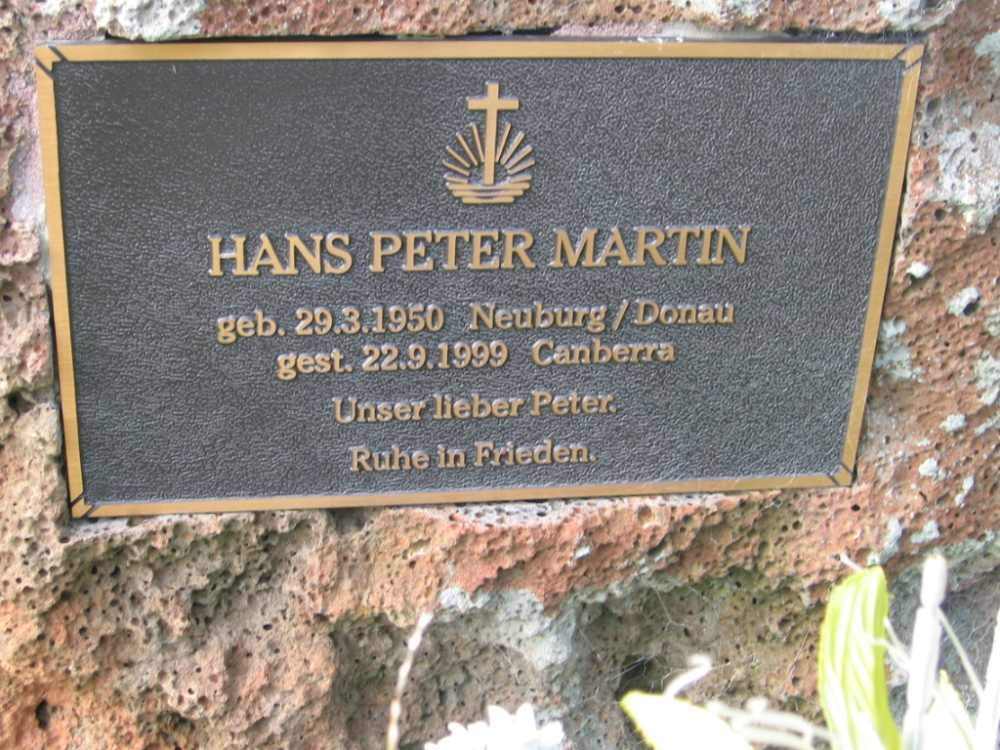 HANS PETER MARTIN
geb. 29.3.1950 Neuburg/Donau
gest. 22.9.1999 Canberra
Unser lieber Peter.
Ruhe in Frieden.